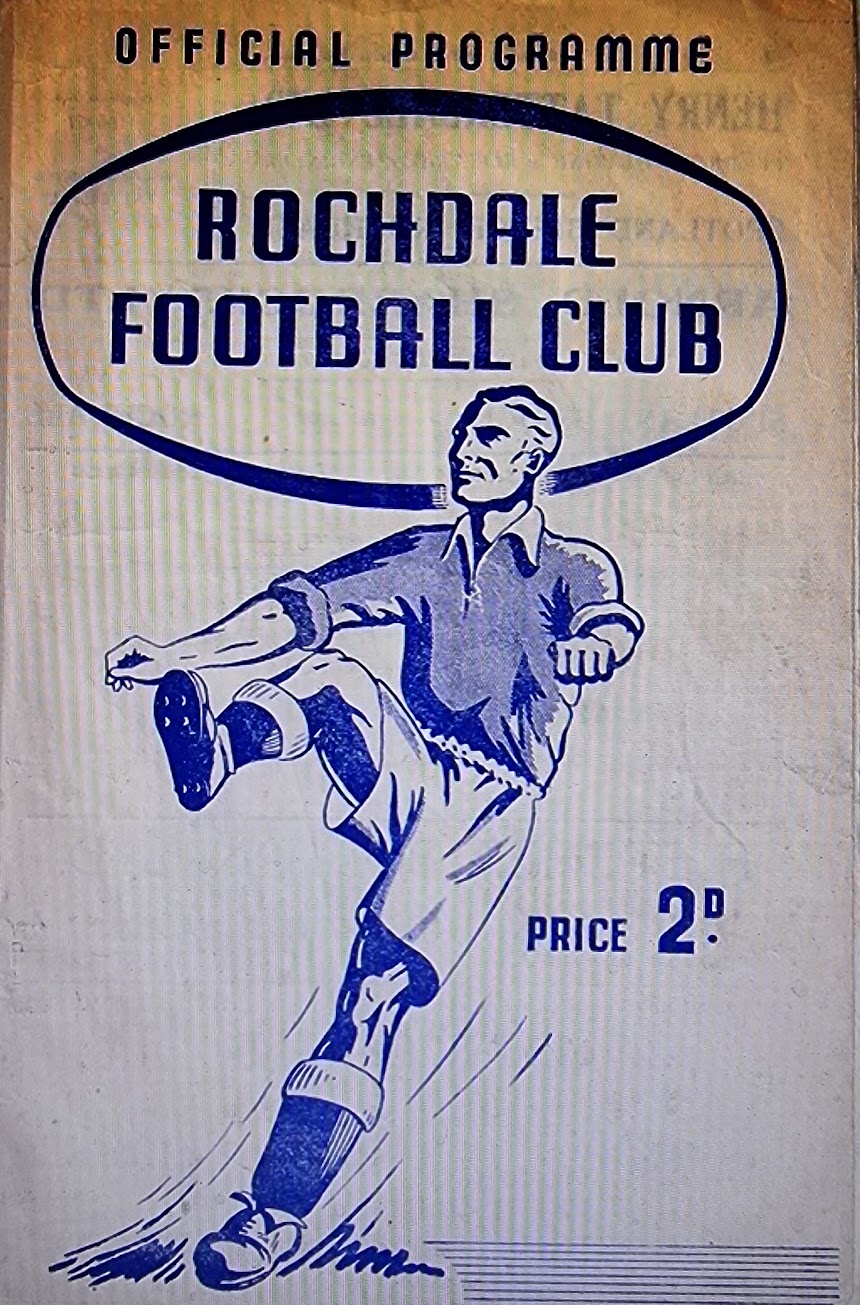 OFFICIAL PROGRAMME
ROCHDALE
FOOTBALL CLUB
PRICE 2D.